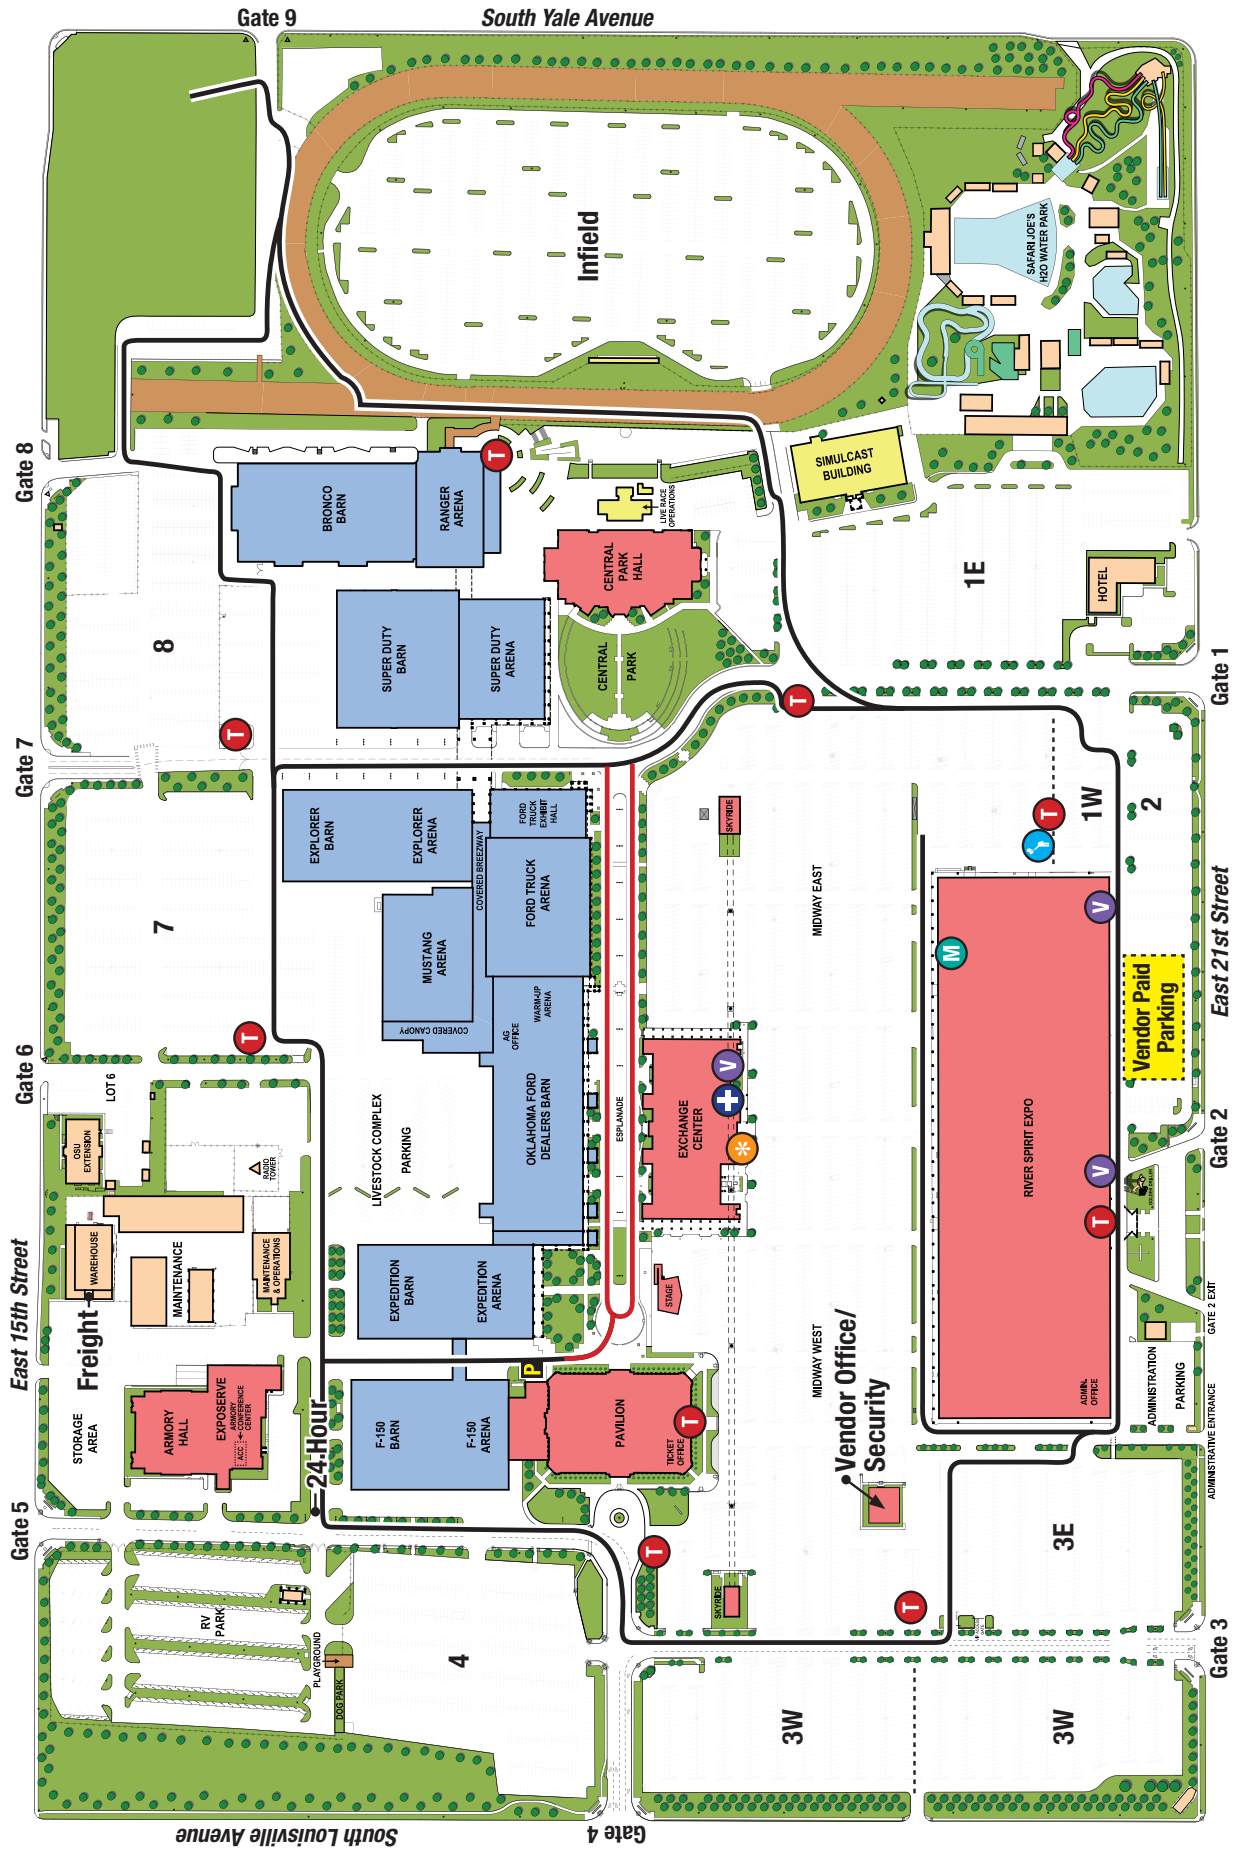 Gate 9
South Yale Avenue
Infield
SAFARI JOE'S
H2O WATER PARK
Gate 8
BRONCO
BARN
RANGER
ARENA
T
LIVE RACE
OPERATIONS
SIMULCAST
BUILDING
CENTRAL
PARK
HALL
1E
HOTEL
8
SUPER DUTY
BARN
SUPER DUTY
ARENA
CENTRAL
PARK
Gate 1
T
T
Gate 7
EXPLORER
BARN
EXPLORER
ARENA
COVERED BREEZWAY
FORD
TRUCK
EXHIBIT
HALL
SKYRIDE
T
1W
2
7
MUSTANG
ARENA
FORD TRUCK
ARENA
MIDWAY EAST
V
M
East 21st Street
Vendor Paid
Parking
T
COVERED CANOPY
AG
OFFICE
WARM-UP
ARENA
OKLAHOMA FORD
DEALERS BARN
ESPLANADE
EXCHANGE
CENTER
V
Gate 6
LOT 6
OSU
EXTENSION
RADIO
TOWER
LIVESTOCK COMPLEX
PARKING
RIVER SPIRIT EXPO
V
T
Gate 2
GATE 2 EXIT
East 15th Street
WAREHOUSE
Freight
MAINTENANCE
MAINTENANCE
& OPERATIONS
EXPEDITION
BARN
EXPEDITION
ARENA
STAGE
MIDWAY WEST
P
STORAGE
AREA
ARMORY
HALL
EXPOSERVE
ACC
ARMORY
CONFERENCE
CENTER
F-150
BARN
F-150
ARENA
PAVILION
TICKET
OFFICE
T
Vendor Office/
Security
ADMIN.
OFFICE
ADMINISTRATION
PARKING
ADMINISTRATIVE ENTRANCE
24 Hour
Gate 5
RV
PARK
PLAYGROUND
DOG PARK
4
T
SKYRIDE
T
3E
Gate 3
3W
3W
South Louisville Avenue
Gate 4